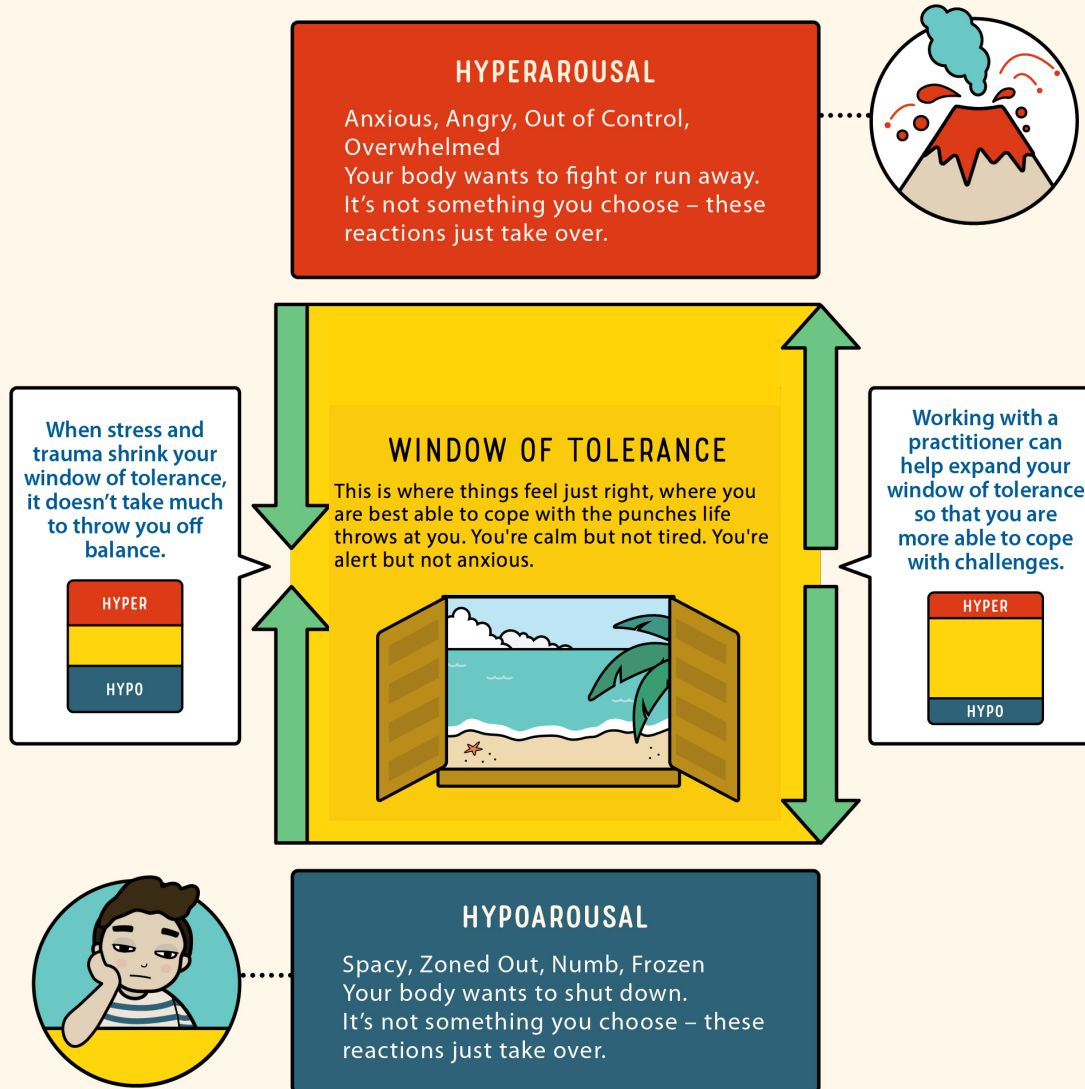 HYPERAROUSAL
Anxious, Angry, Out of Control,
Overwhelmed
Your body wants to fight or run away.
It’s not something you choose – these
reactions just take over.
When stress and
trauma shrink your
window of tolerance,
it doesn’t take much
to throw you off
balance.
HYPER
HYPO
WINDOW OF TOLERANCE
This is where things feel just right, where you
are best able to cope with the punches life
throws at you. You're calm but not tired. You're
alert but not anxious.
Working with a
practitioner can
help expand your
window of tolerance
so that you are
more able to cope
with challenges.
HYPER
HYPO
HYPOAROUSAL
Spacy, Zoned Out, Numb, Frozen
Your body wants to shut down.
It’s not something you choose – these
reactions just take over.